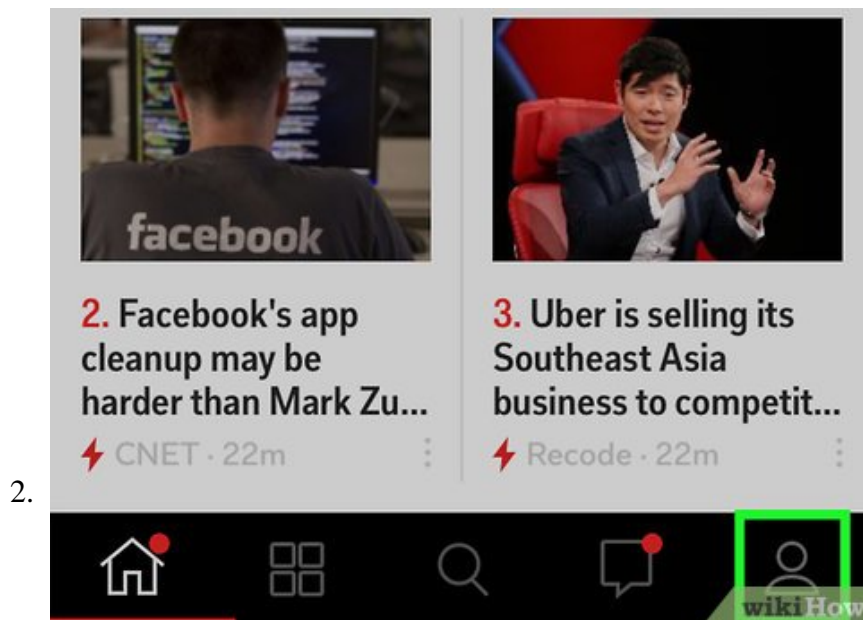 facebook
2. Facebook's app
cleanup may be
harder than Mark Zu...
CNET · 22m
3. Uber is selling its
Southeast Asia
business to competit...
Recode · 22m
2.
wikiHow